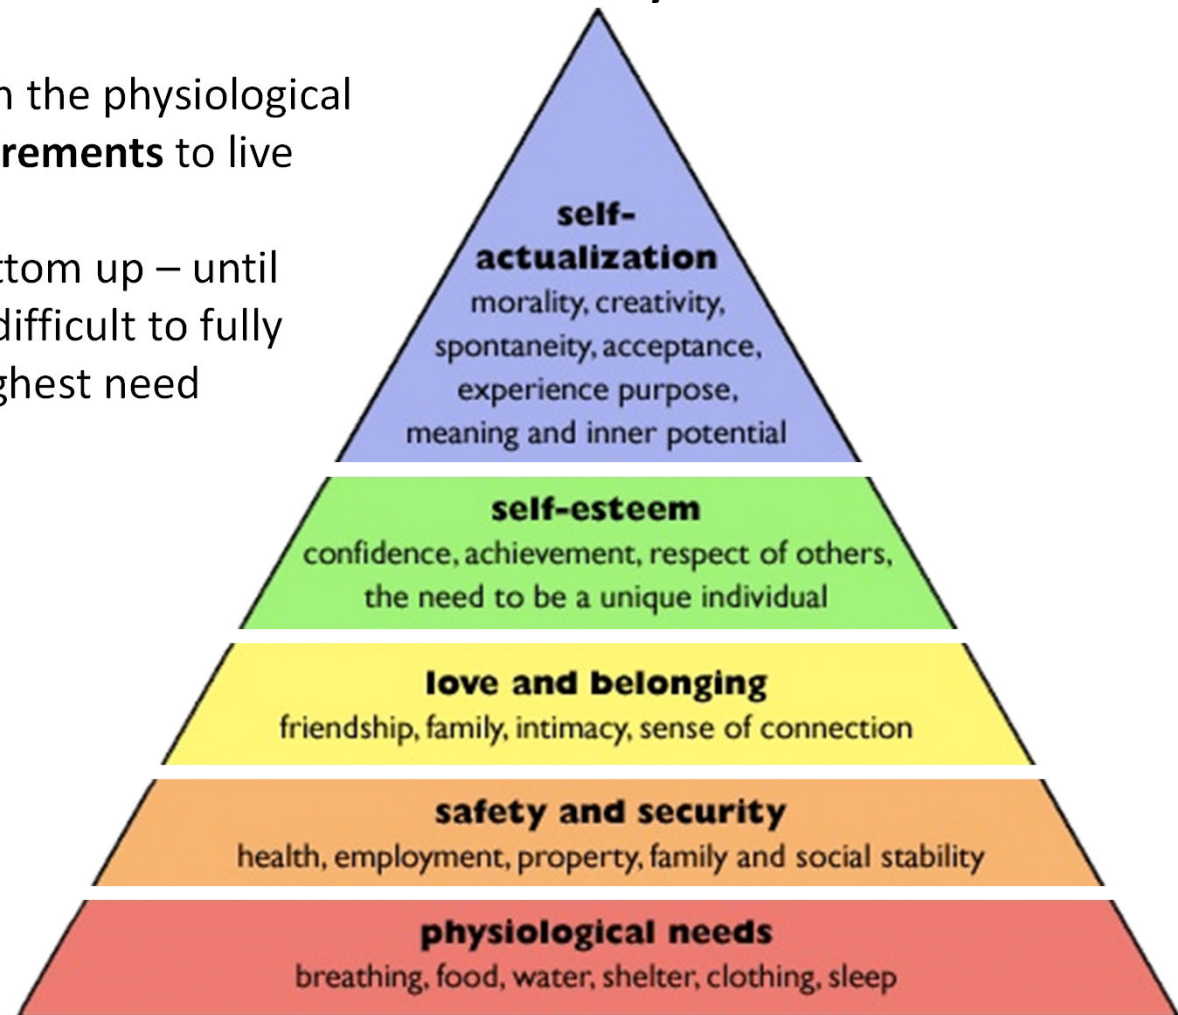 n the physiological
rements to live
ttom up – until
difficult to fully
ghest need
self-
actualization
morality, creativity,
spontaneity, acceptance,
experience purpose,
meaning and inner potential
self-esteem
confidence, achievement, respect of others,
the need to be a unique individual
love and belonging
friendship, family, intimacy, sense of connection
safety and security
health, employment, property, family and social stability
physiological needs
breathing, food, water, shelter, clothing, sleep